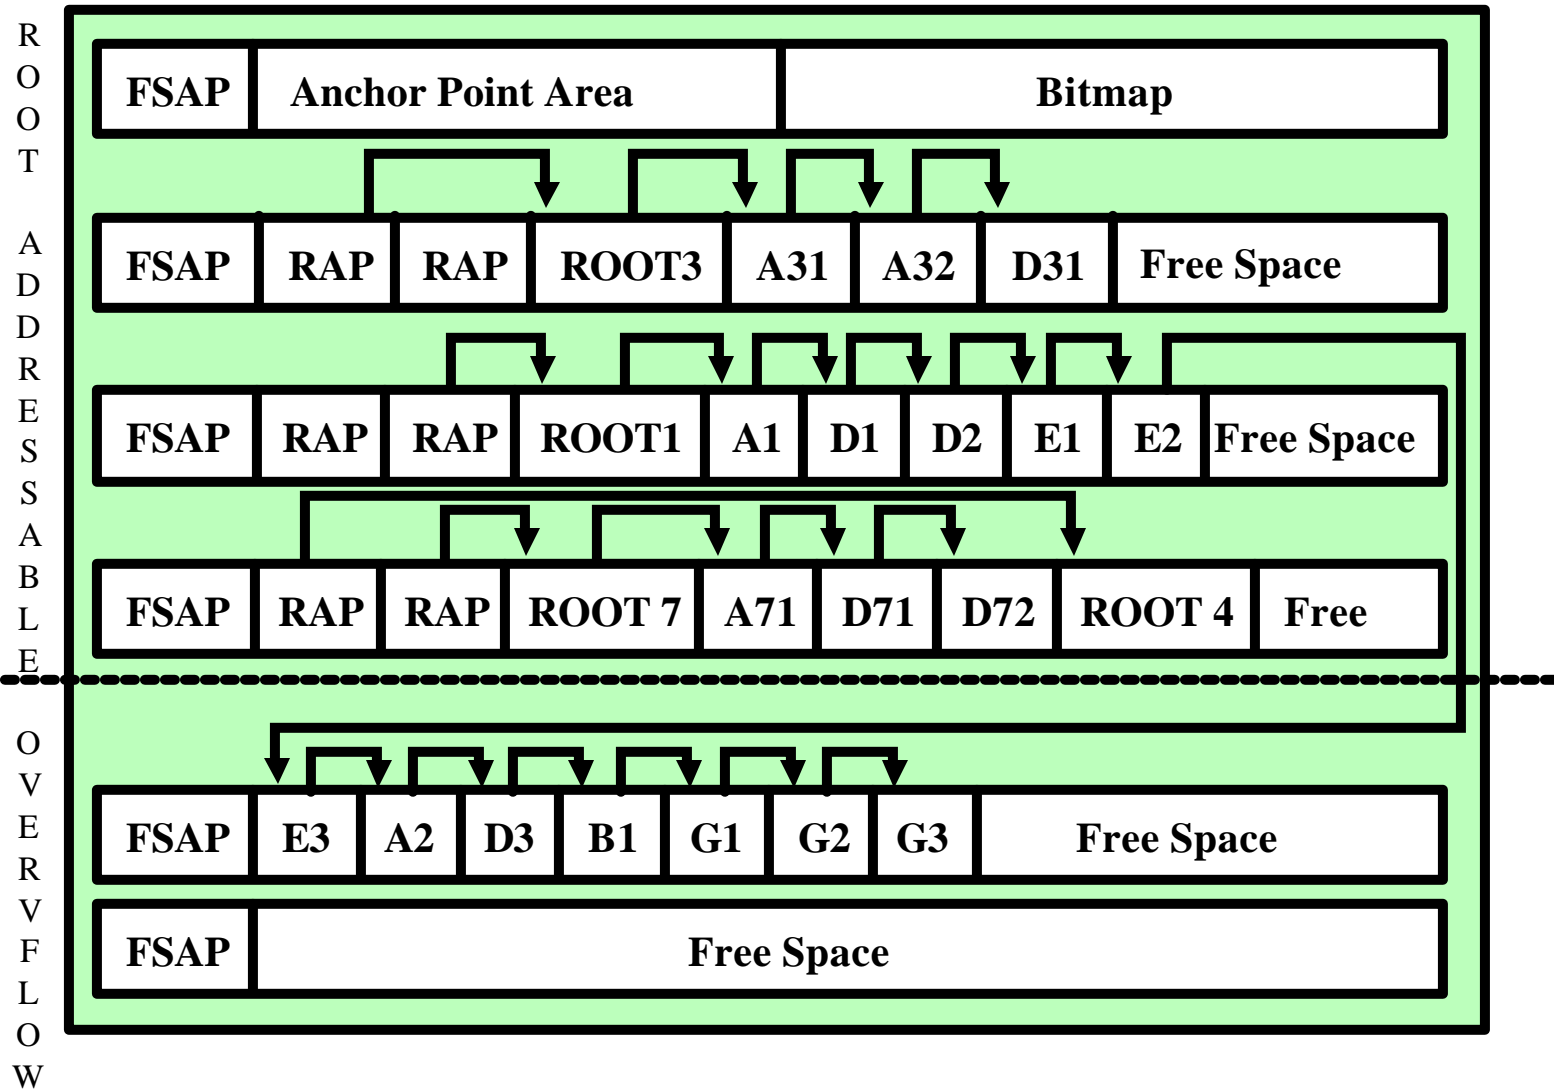 ROOT ADDRESSABLE
FSAP Anchor Point Area Bitmap
FSAP RAP RAP ROOT3 A31 A32 D31 Free Space
FSAP RAP RAP ROOT1 A1 D1 D2 E1 E2 Free Space
FSAP RAP RAP ROOT 7 A71 D71 D72 ROOT 4 Free
OVERVFLOW
FSAP E3 A2 D3 B1 G1 G2 G3 Free Space
FSAP Free Space